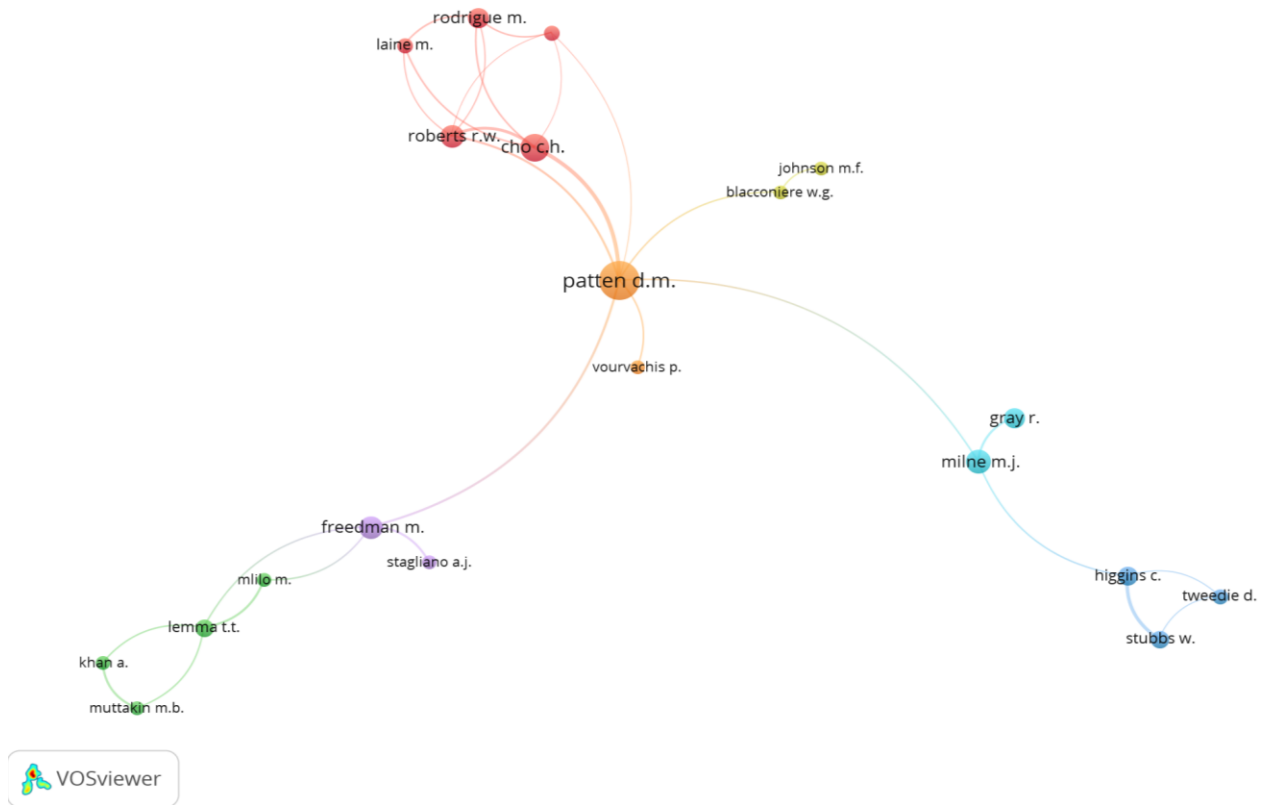 rodrigue m.
laine m.
roberts r.w.
cho c.h.
johnson m.f.
blacconiere w.g.
patten d.m.
vourvachis p.
gray r.
milne m.j.
freedman m.
stagliano a.j.
higgins c.
mlilo m.
tweedie d.
lemma t.t.
stubbs w.
khan a.
muttakin m.b.
VOSviewer